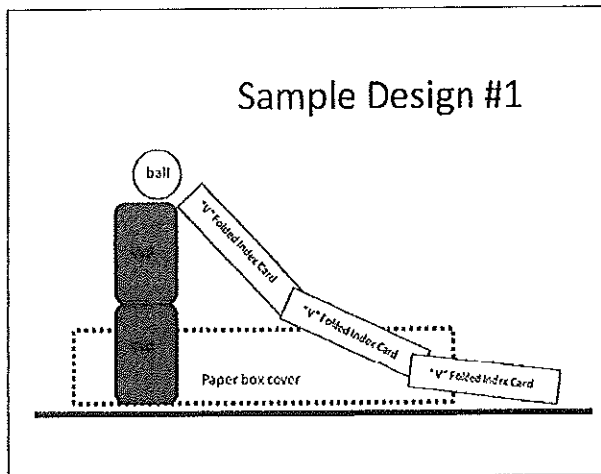 Sample Design #1
ball
"V" Folded Index Card
"V" Folded Index Card
"V" Folded Index Card
Paper box cover